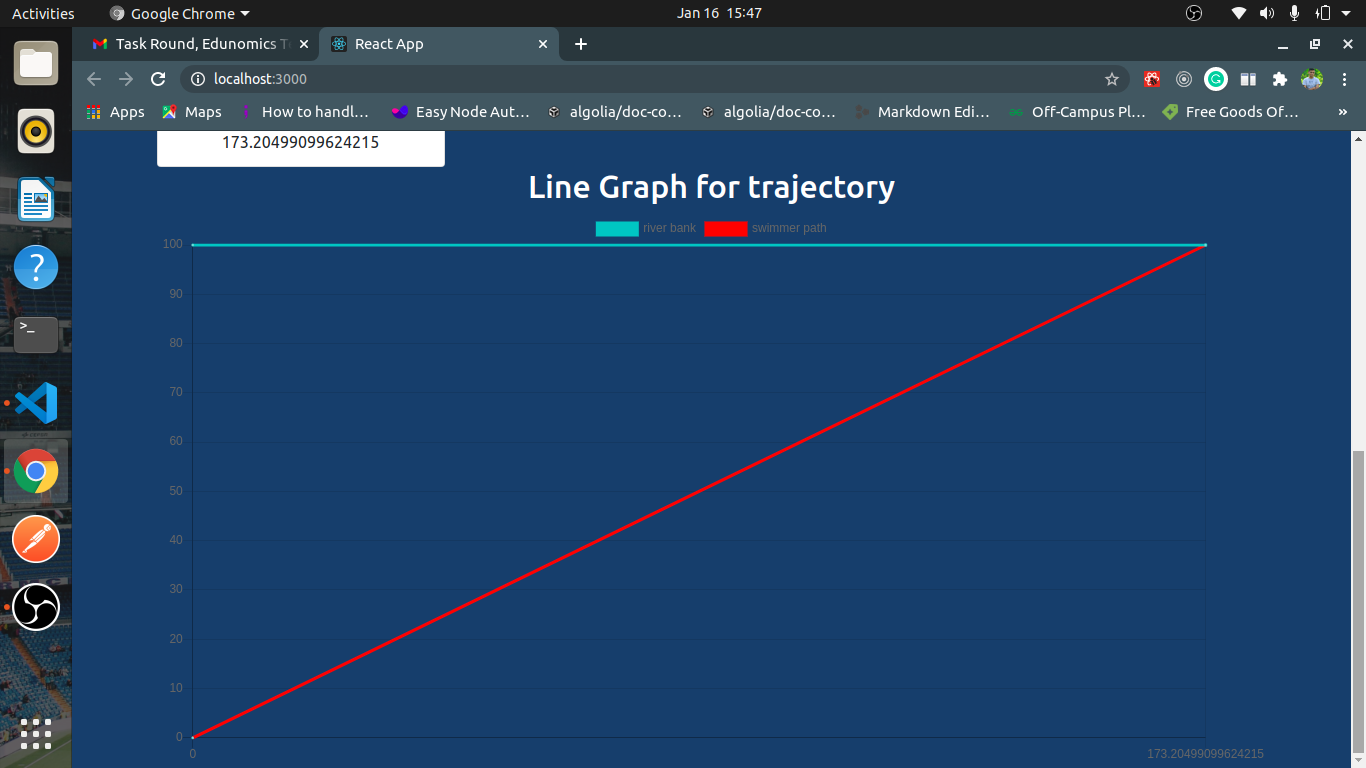 Activities
Google Chrome
Jan 16 15:47
Task Round, Edunomics T
React App
localhost:3000
Apps
Maps
How to handl…
Easy Node Aut…
algolia/doc-co…
algolia/doc-co…
Markdown Edi…
Off-Campus Pl…
Free Goods Of…
»
173.20499099624215
Line Graph for trajectory
river bank
swimmer path
100
90
80
70
60
50
40
30
20
10
0
0
173.20499099624215